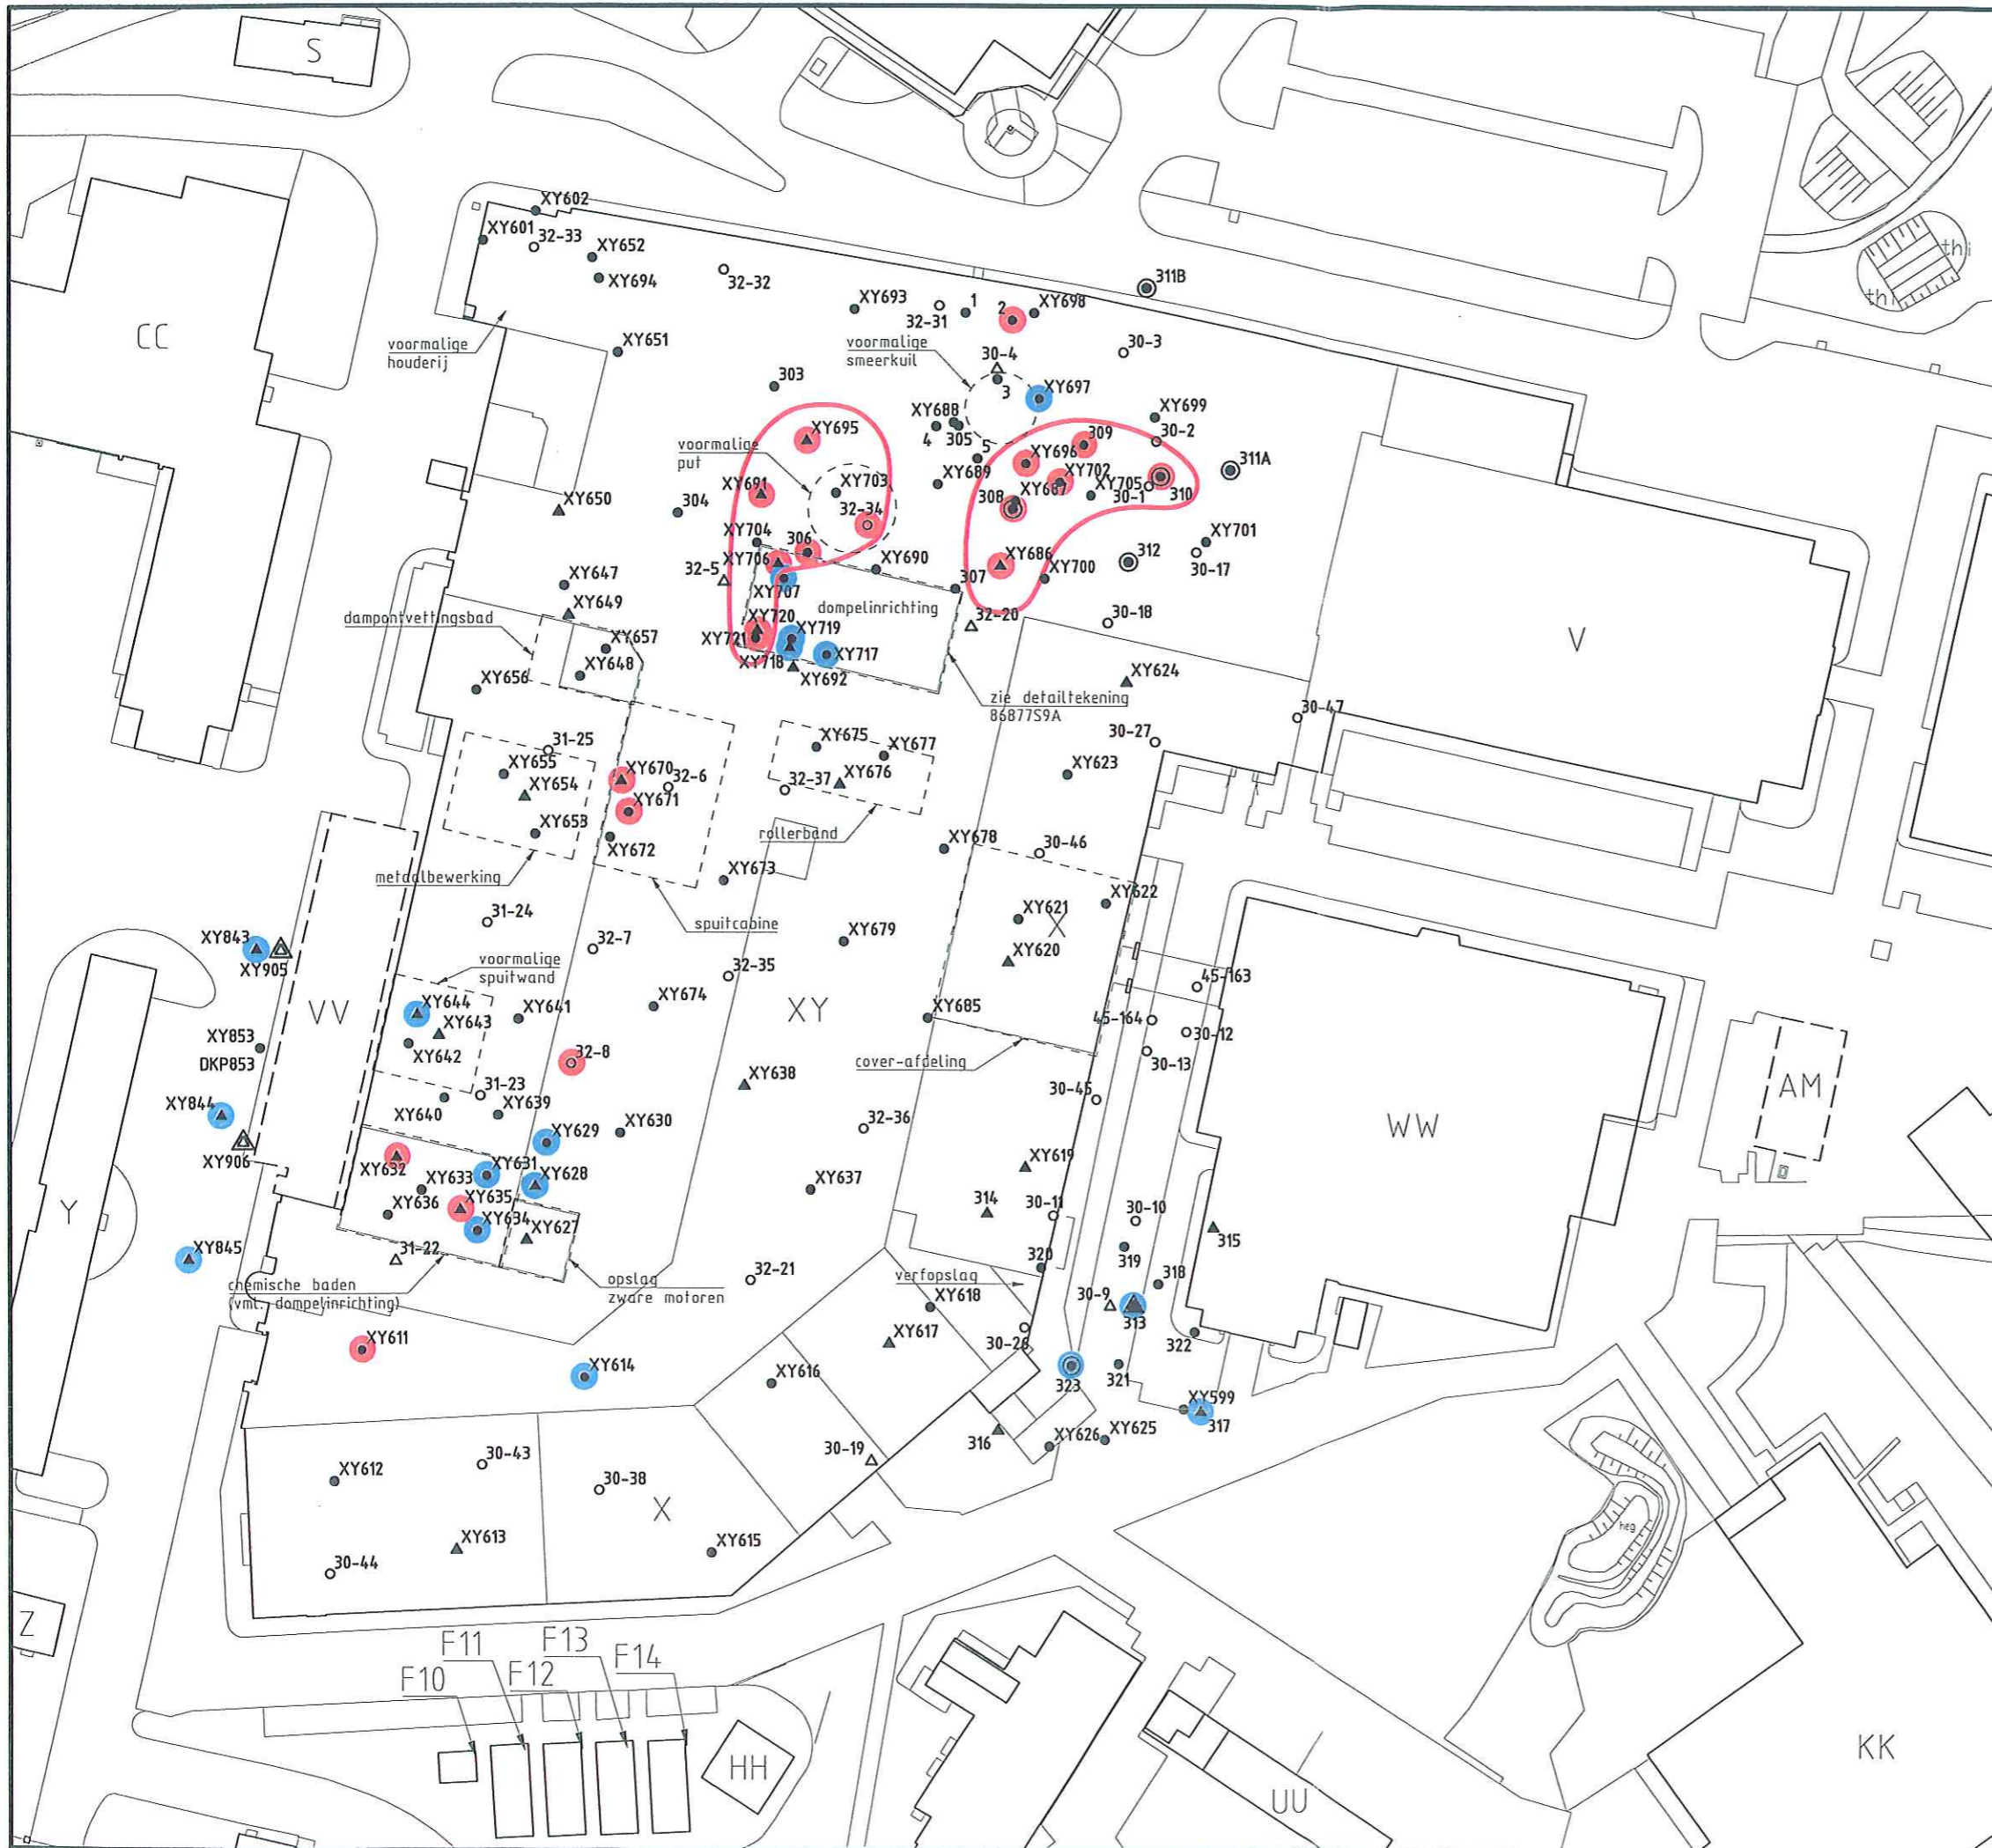 S
th
th
XY602
XY601
32-33
XY652
XY694
32-32
311B
XY693
1
2
XY698
32-31
CC
voormalige
houderij
XY651
voormalige
smeerkuil
30-4
3
30-3
303
XY697
XY688
4
305
5
XY699
30-2
XY695
309
voormalige
put
XY696
XY702
XY689
311A
XY691
XY703
XY705
30-1
310
308
XY687
XY650
304
32-34
XY704
306
XY701
XY706
XY690
XY686
312
30-17
32-5
XY707
307
XY700
XY647
dompelinrichting
XY649
dampontvettingsbad
XY720
XY719
32-20
30-18
V
XY657
XY721
XY718
XY717
XY648
XY692
XY656
XY624
zie detailtekening
86877S9A
30-47
31-25
XY675
XY677
30-27
XY655
XY670
32-6
32-37
XY676
XY623
XY654
XY671
XY653
XY672
rollerband
XY678
30-46
metaalbewerking
XY673
XY622
31-24
spuitcabine
XY621
X
XY843
XY905
32-7
XY679
XY620
voormalige
spuitwand
32-35
45-163
VV
XY644
XY641
XY674
XY
XY685
XY643
45-164
30-12
XY853
DKP853
XY642
32-8
cover-afdeling
30-13
XY638
AM
31-23
30-45
XY844
XY640
XY639
WW
XY629
XY630
32-36
XY906
XY632
XY631
XY619
XY633
XY628
XY637
Y
XY636
XY635
314
30-11
30-10
XY634
XY627
315
XY845
31-22
320
319
chemische baden
(vml. dompelinrichting)
opslag
zware motoren
32-21
verfopslag
318
XY618
30-9
313
XY617
30-26
322
XY611
XY614
XY616
323
321
XY599
317
30-43
30-19
316
XY626
XY625
XY612
30-38
X
heg
XY613
XY615
30-44
Z
F10
F11
F12
F13
F14
HH
UU
KK